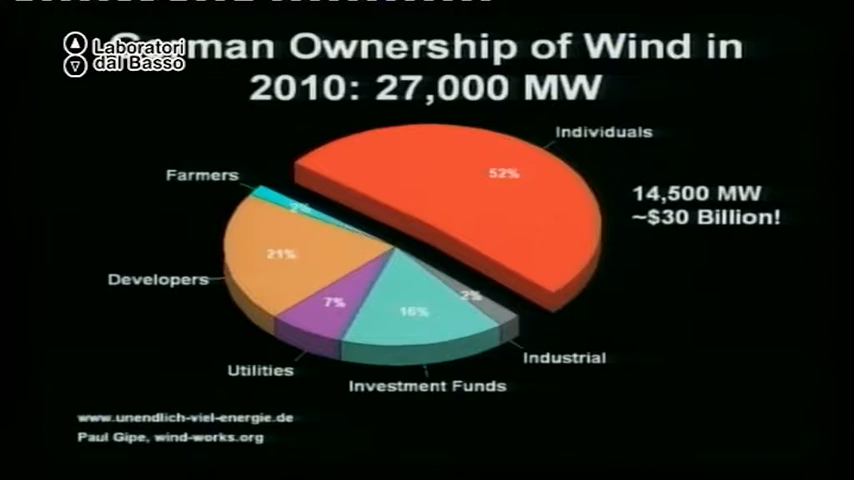 Laboratori
dal Basso
man Ownership of Wind in
2010: 27,000 MW
Individuals
52%
14,500 MW
~$30 Billion!
Farmers
2%
21%
Developers
7%
16%
2%
Utilities
Investment Funds
Industrial
www.unendlich-viel-energie.de
Paul Gipe, wind-works.org